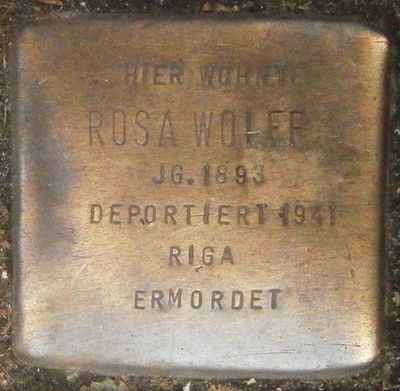 HIER WOHNTE
ROSA WOLFF
JG. 1893
DEPORTIERT 1941
RIGA
ERMORDET